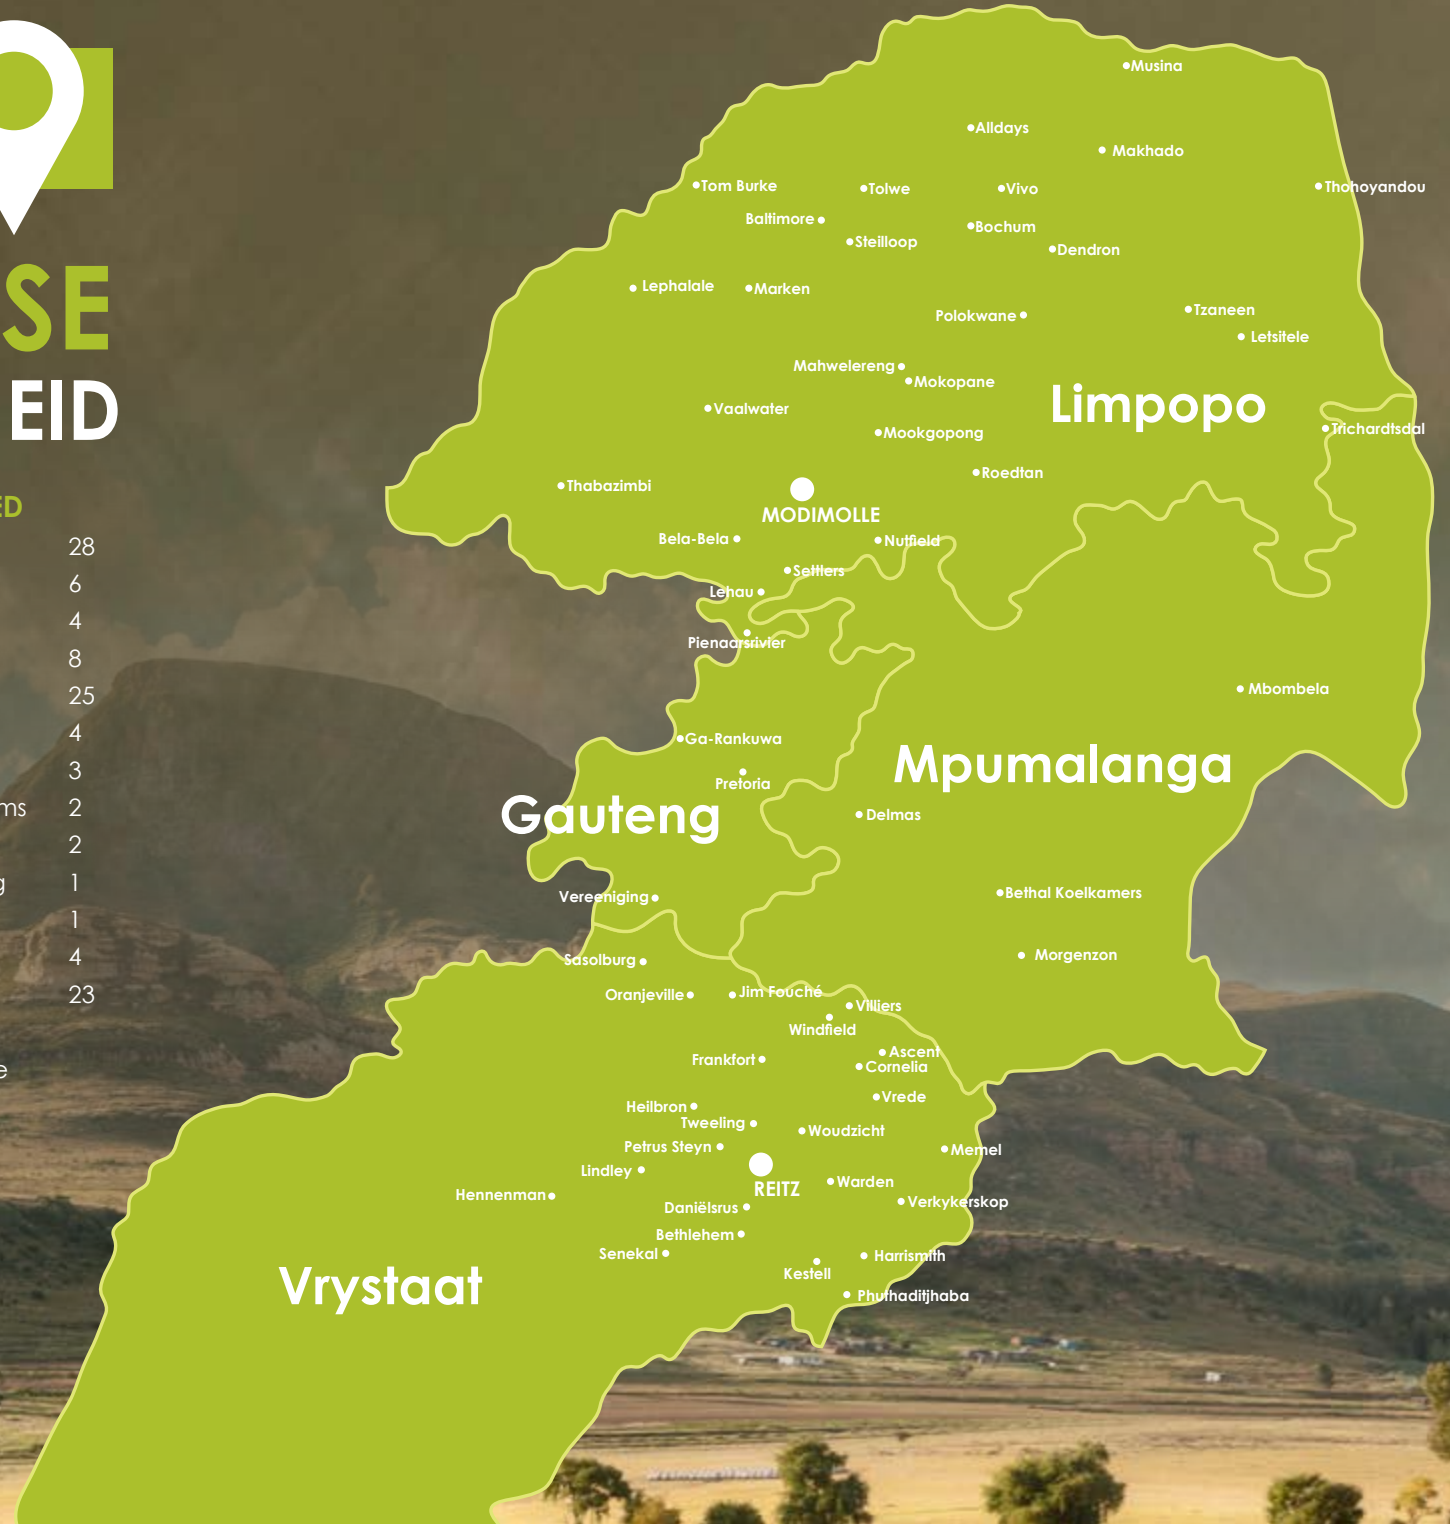 SE
EID
ED
28
6
4
8
25
4
3
ms 2
2
g 1
1
4
23
e
Musina
Alldays
Makhado
Tom Burke
Tolwe
Vivo
Thohoyandou
Baltimore
Bochum
Steilloop
Dendron
Lephalale
Marken
Polokwane
Tzaneen
Letsitele
Mahwelereng
Mokopane
Limpopo
Vaalwater
Mookgopong
Trichardtsdal
Roedtan
Thabazimbi
MODIMOLLE
Bela-Bela
Nutfield
Settlers
Lehau
Pienaarsrivier
Mbombela
Ga-Rankuwa
Mpumalanga
Pretoria
Gauteng
Delmas
Vereeniging
Bethal Koelkamers
Morgenzon
Sasolburg
Oranjeville
Jim Fouché
Villiers
Windfield
Ascent
Frankfort
Cornelia
Vrede
Heilbron
Tweeling
Woudzicht
Petrus Steyn
Memel
Lindley
Warden
REITZ
Hennenman
Verkykerskop
Daniëlsrus
Bethlehem
Senekal
Harrismith
Kestell
Vrystaat
Phuthaditjhaba